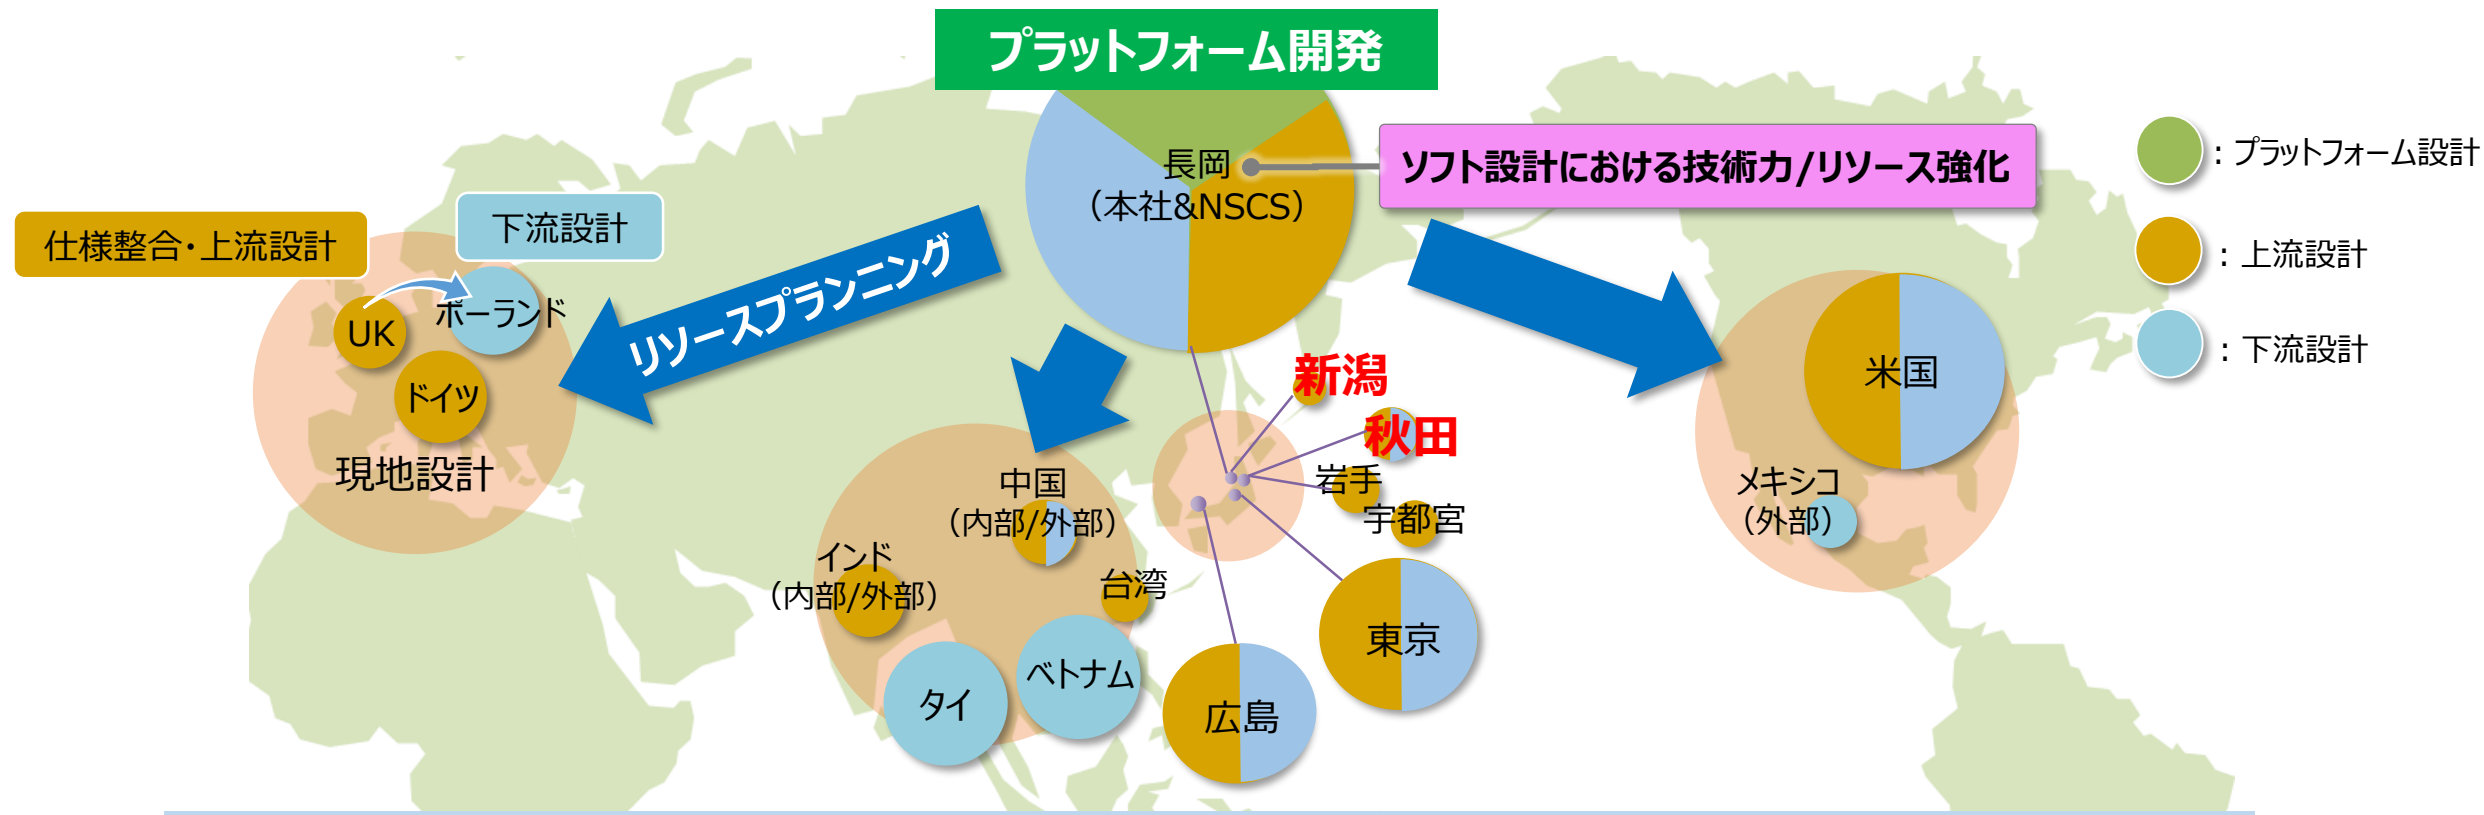 プラットフォーム開発
長岡
（本社&NSCS）
ソフト設計における技術力/リソース強化
：プラットフォーム設計
：上流設計
：下流設計
仕様整合・上流設計
下流設計
UK
ポーランド
ドイツ
現地設計
リソースプランニング
新潟
秋田
岩手
宇都宮
東京
広島
中国
（内部/外部）
インド
（内部/外部）
台湾
ベトナム
タイ
米国
メキシコ
（外部）